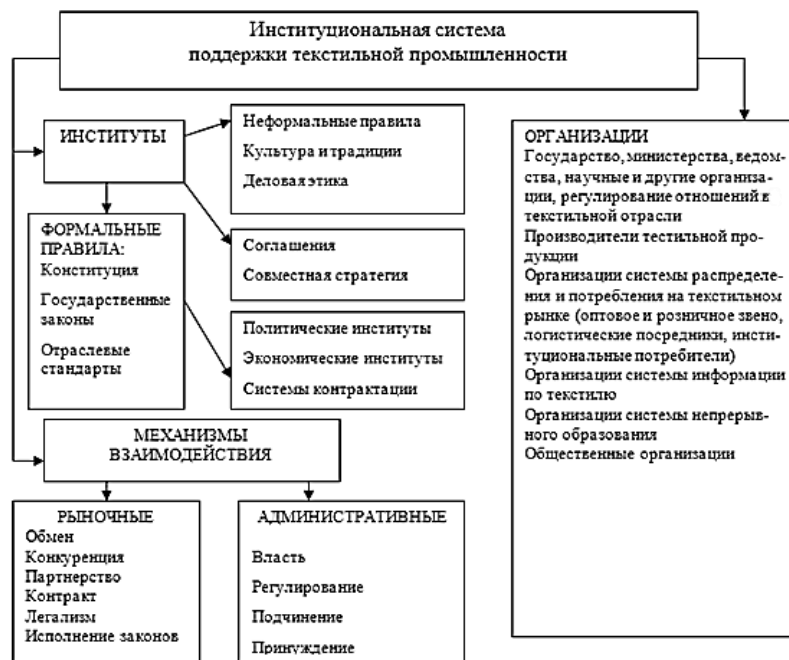 Институциональная система
поддержки текстильной промышленности
ИНСТИТУТЫ
Неформальные правила
Культура и традиции
Деловая этика
ФОРМАЛЬНЫЕ
ПРАВИЛА:
Конституция
Государственные
законы
Отраслевые
стандарты
Соглашения
Совместная стратегия
Политические институты
Экономические институты
Системы контрактации
МЕХАНИЗМЫ
ВЗАИМОДЕЙСТВИЯ
РЫНОЧНЫЕ
Обмен
Конкуренция
Партнерство
Контракт
Легализм
Исполнение законов
АДМИНИСТРАТИВНЫЕ
Власть
Регулирование
Подчинение
Принуждение
ОРГАНИЗАЦИИ
Государство, министерства, ведом-
ства, научные и другие организа-
ции, регулирование отношений в
текстильной отрасли
Производители тестильной про-
дукции
Организации системы распределе-
ния и потребления на текстильном
рынке (оптовое и розничное звено,
логистические посредники, инсти-
туциональные потребители)
Организации системы информации
по текстилю
Организации системы непрерыв-
ного образования
Общественные организации